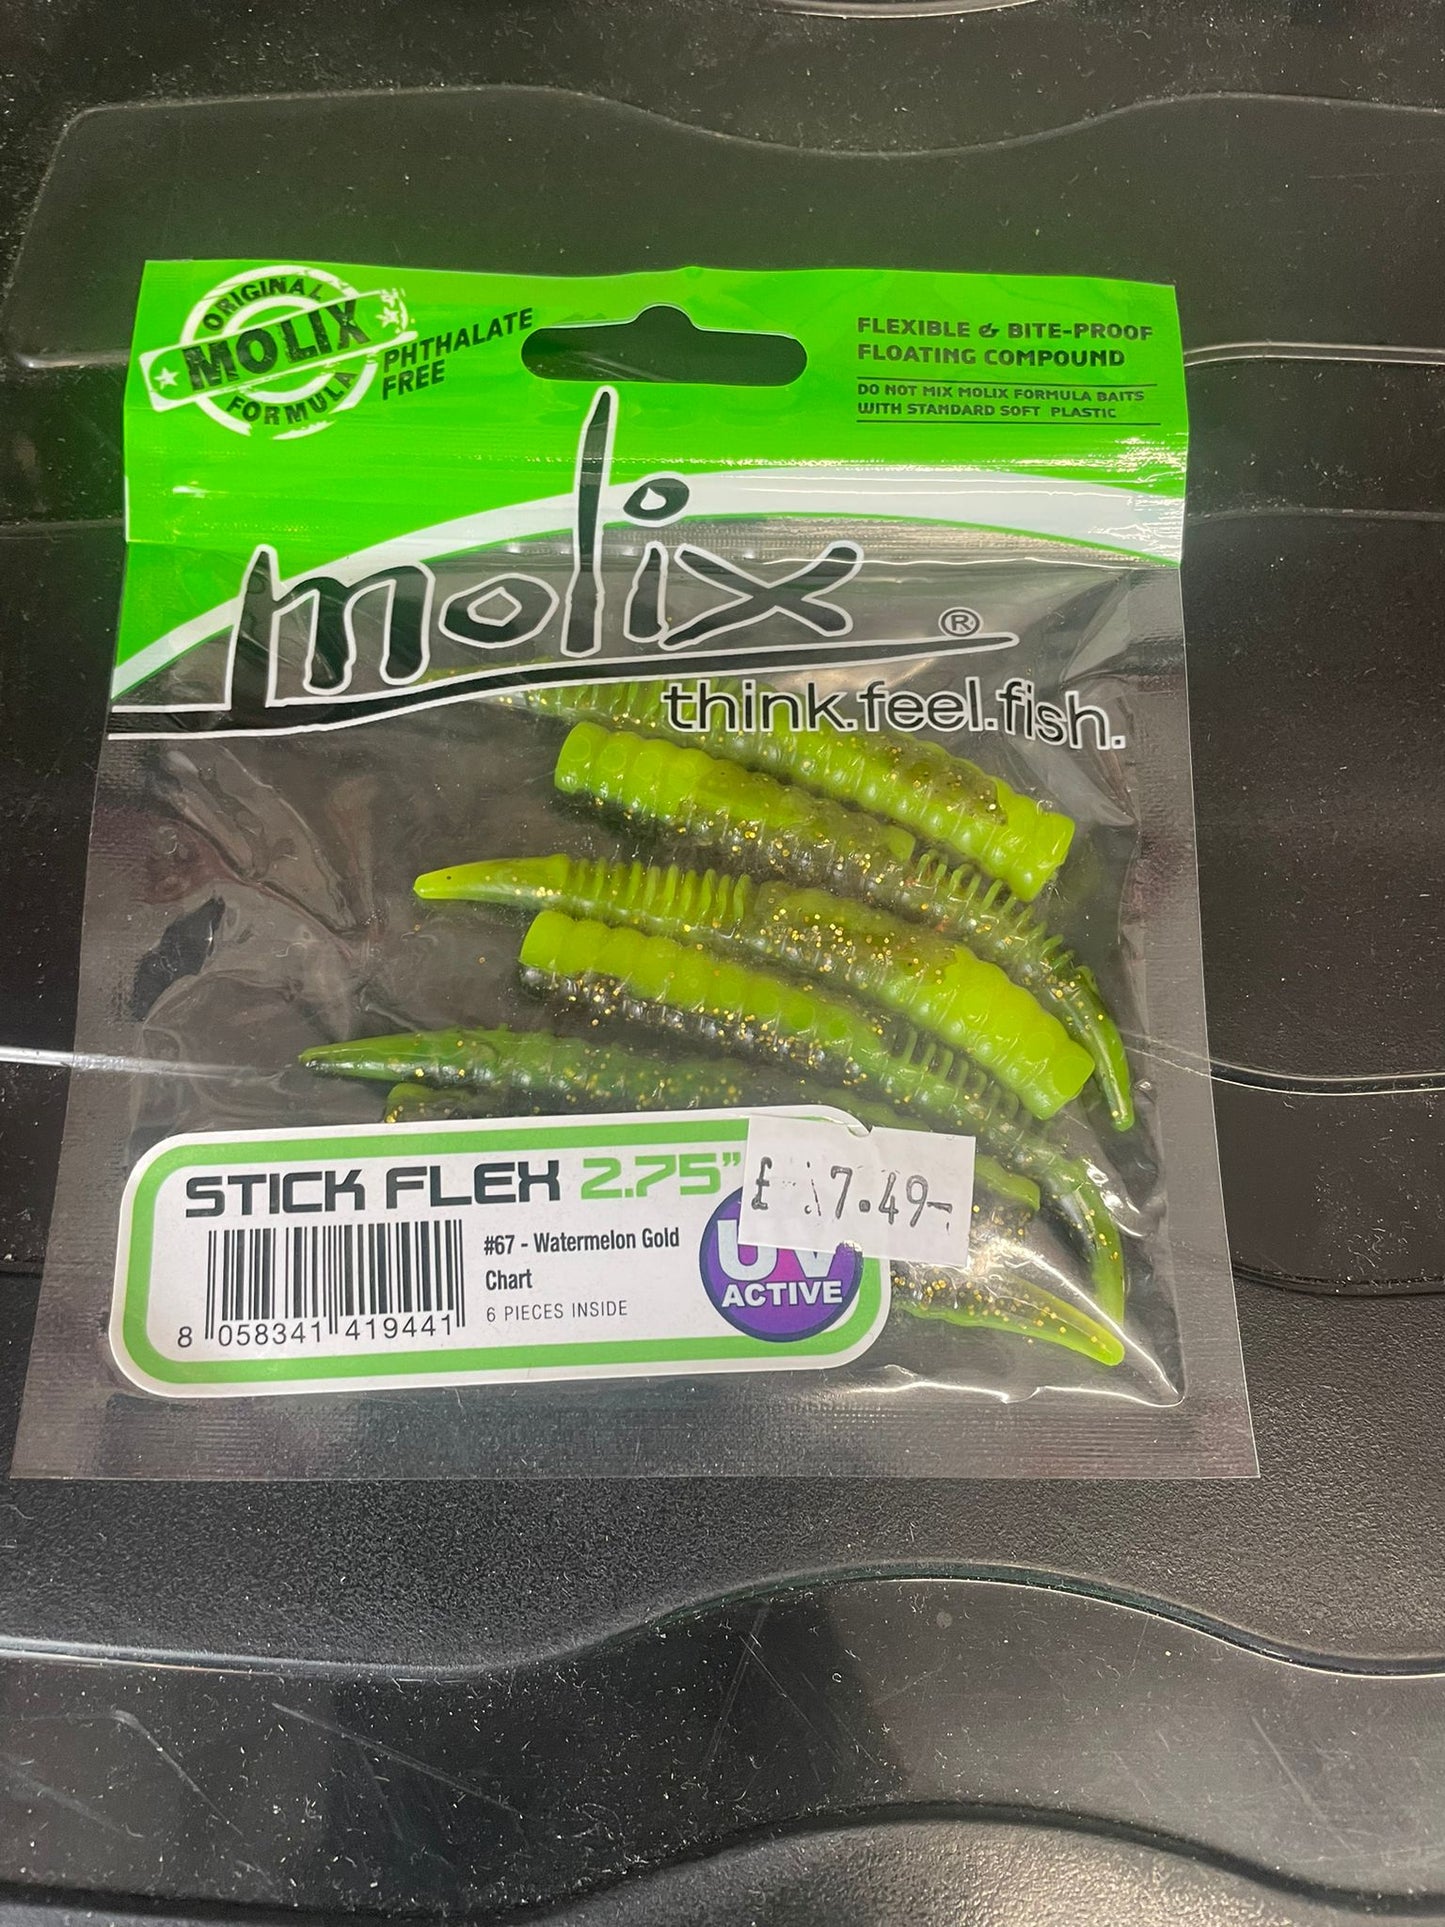 ORIGINAL
MOLIX
FORMULA
PHTHALATE
FREE
FLEXIBLE & BITE-PROOF
FLOATING COMPOUND
DO NOT MIX MOLIX FORMULA BAITS
WITH STANDARD SOFT PLASTIC
molix®
think.feel.fish.
STICK FLEX 2.75”
£ 7.49-
#67 - Watermelon Gold
Chart
6 PIECES INSIDE
UV
ACTIVE
8 058341 419441